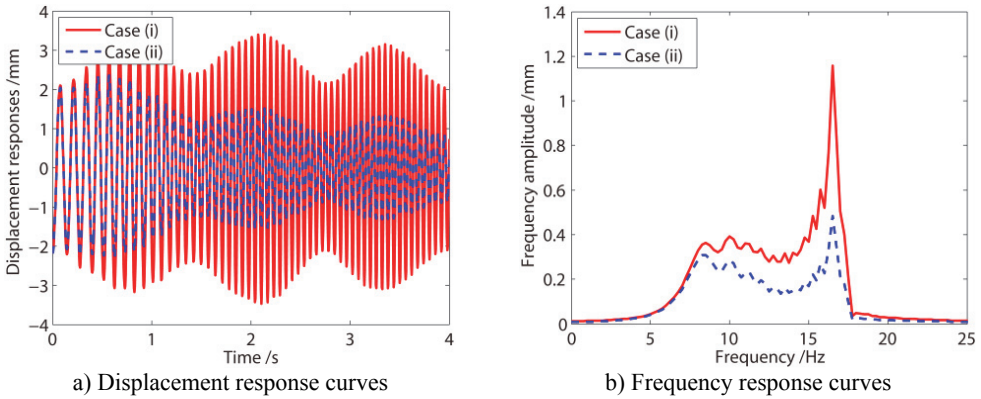 4
3
2
1
0
−1
−2
−3
−4
Displacement responses /mm
Case (i)
Case (ii)
0
1
2
3
4
Time /s
a) Displacement response curves
1.4
1.2
1
0.8
0.6
0.4
0.2
0
Frequency amplitude /mm
Case (i)
Case (ii)
0
5
10
15
20
25
Frequency /Hz
b) Frequency response curves